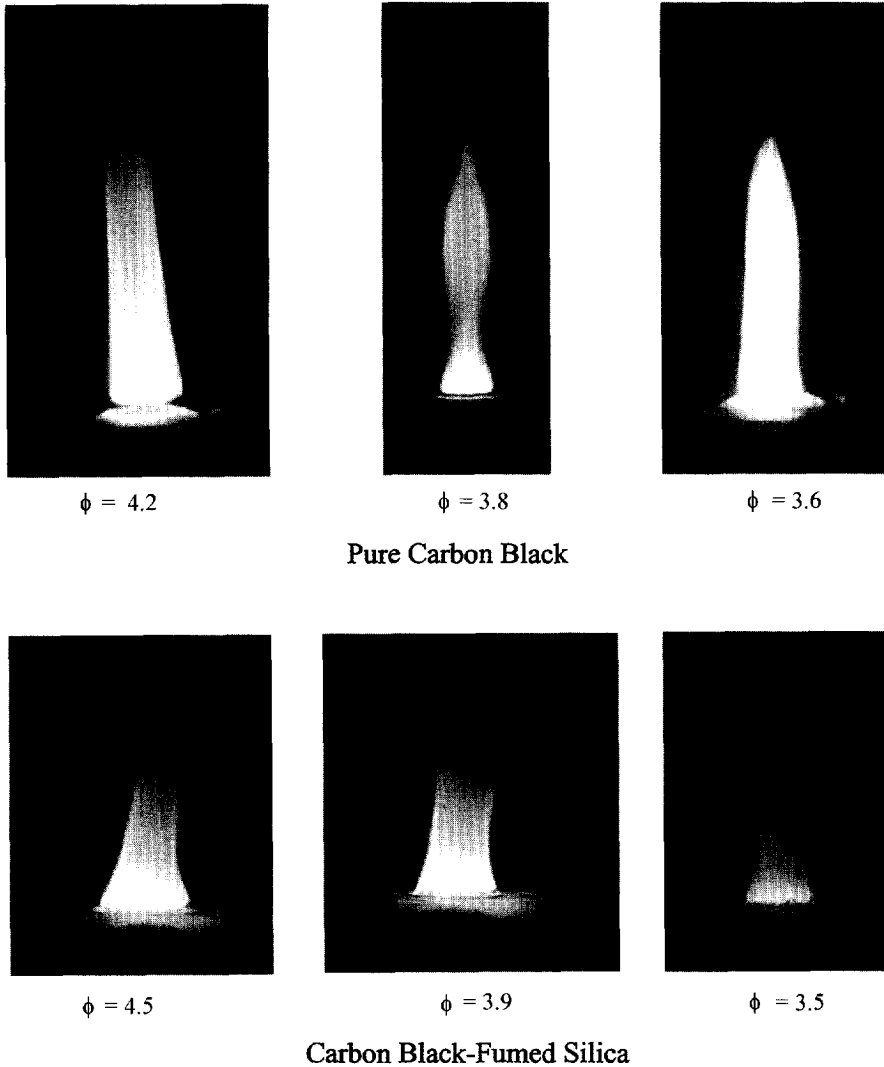 ϕ = 4.2
ϕ = 3.8
ϕ = 3.6
Pure Carbon Black
ϕ = 4.5
ϕ = 3.9
ϕ = 3.5
Carbon Black-Fumed Silica